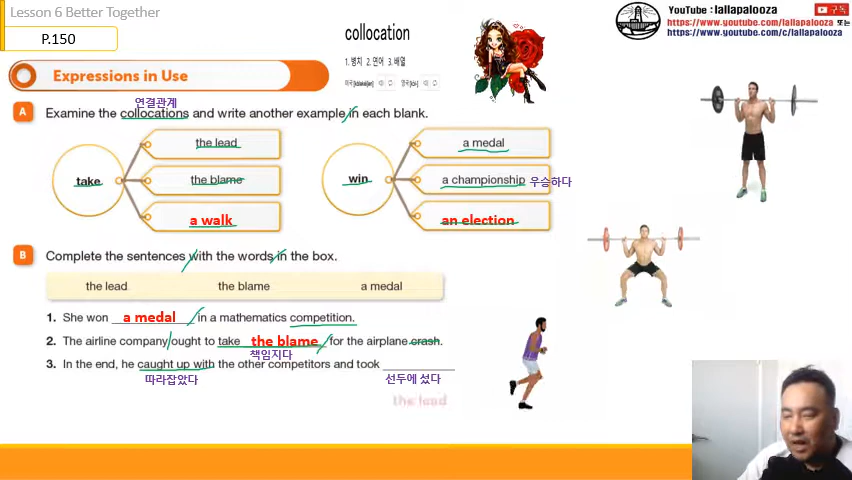 Lesson 6 Better Together
P.150
collocation
1. 병치 2. 연어 3. 배열
YouTube : lallapalooza 구독
https://www.youtube.com/lallapalooza 또는
https://www.youtube.com/c/lallapalooza
Expressions in Use
연결관계
A Examine the collocations and write another example in each blank.
take
the lead
the blame
a walk
win
a medal
a championship 우승하다
an election
B Complete the sentences with the words in the box.
the lead the blame a medal
1. She won a medal in a mathematics competition.
2. The airline company ought to take the blame for the airplane crash.
책임지다
3. In the end, he caught up with the other competitors and took
따라잡았다 선두에 섰다
the lead